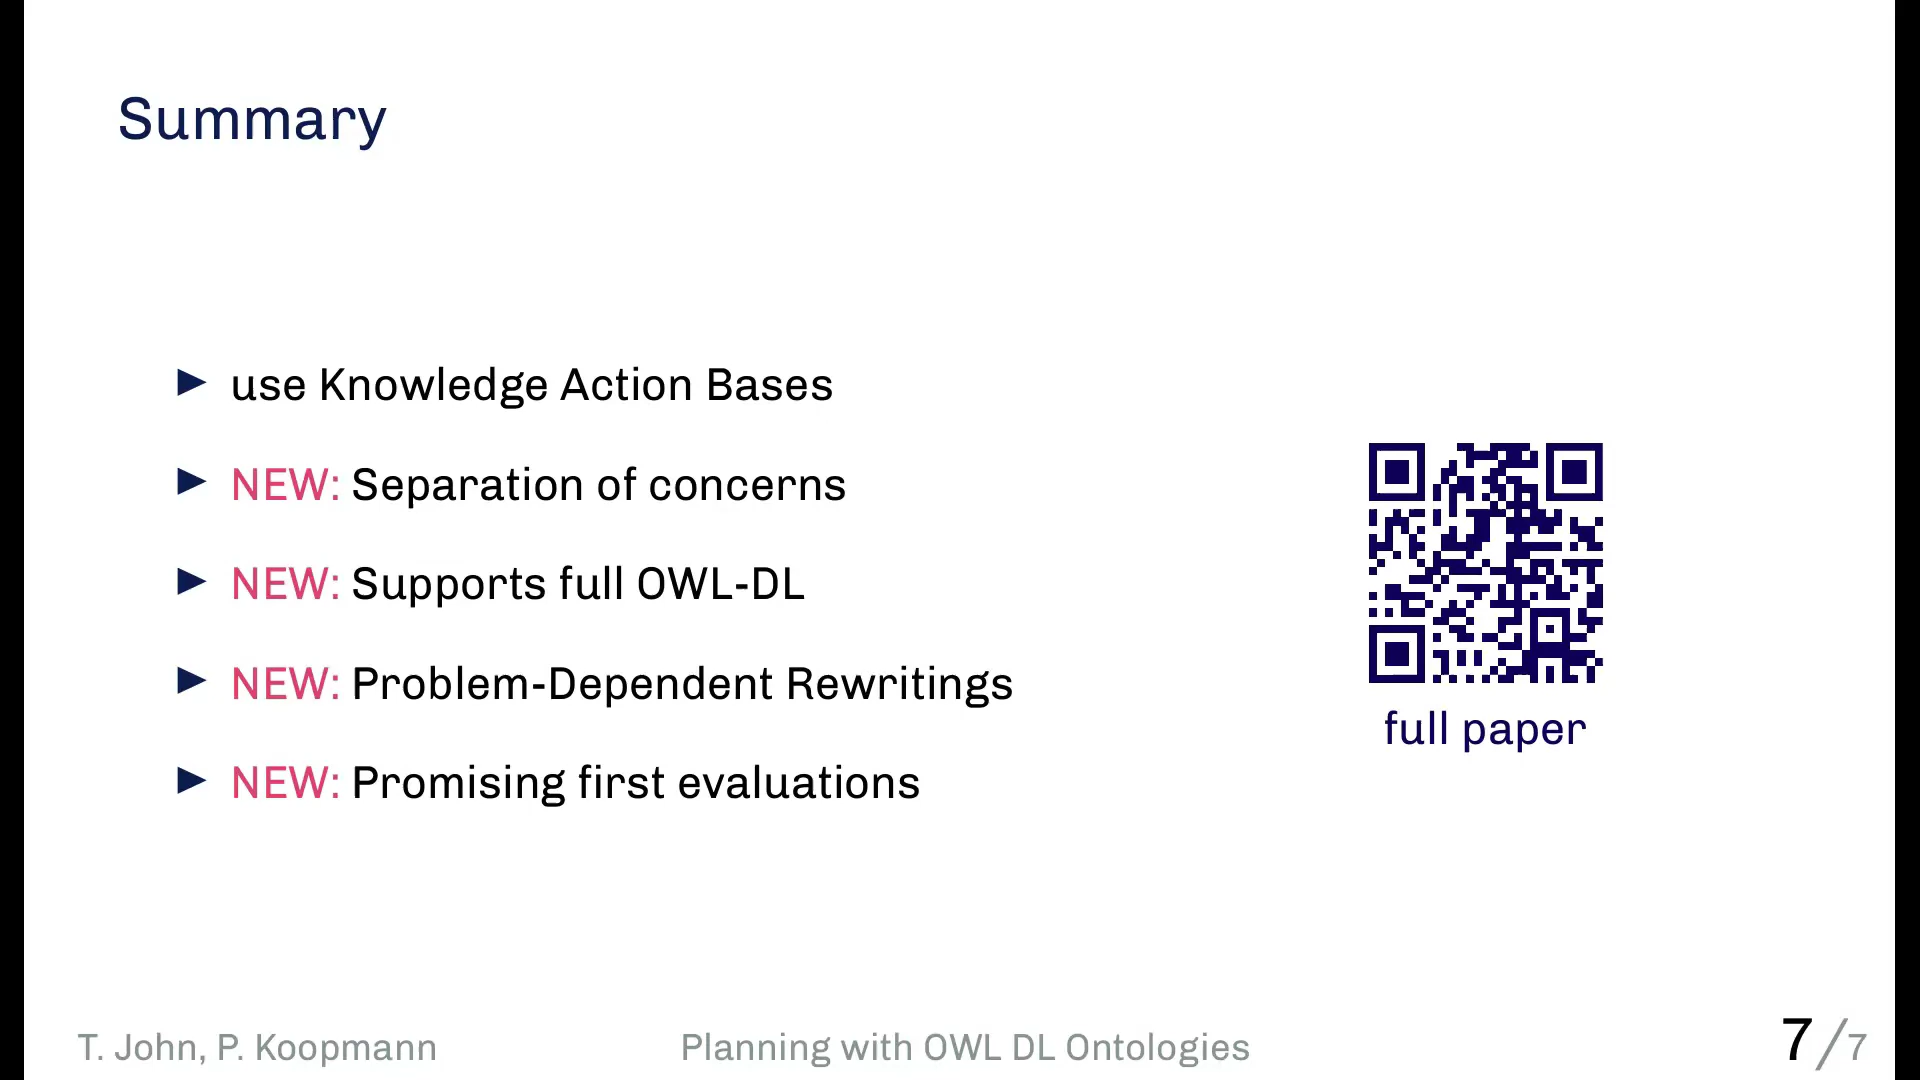 Summary
► use Knowledge Action Bases
► NEW: Separation of concerns
► NEW: Supports full OWL-DL
► NEW: Problem-Dependent Rewritings
► NEW: Promising first evaluations
full paper
T. John, P. Koopmann
Planning with OWL DL Ontologies
7/7